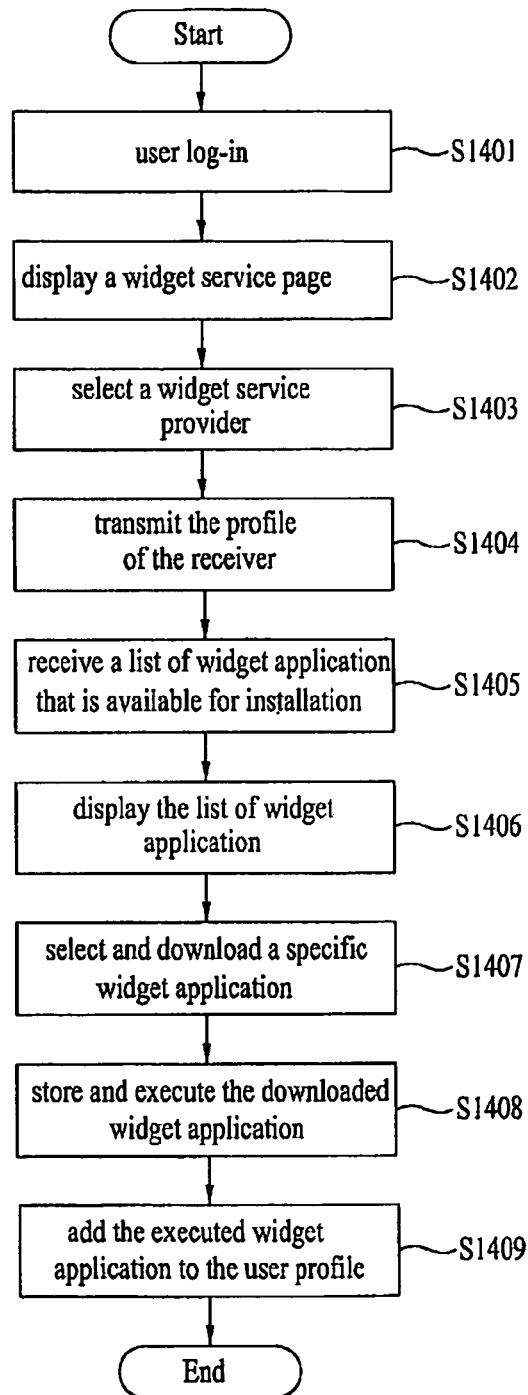 Start
user log-in
S1401
display a widget service page
S1402
select a widget service
provider
S1403
transmit the profile
of the receiver
S1404
receive a list of widget application
that is available for installation
S1405
display the list of widget
application
S1406
select and download a specific
widget application
S1407
store and execute the downloaded
widget application
S1408
add the executed widget
application to the user profile
S1409
End